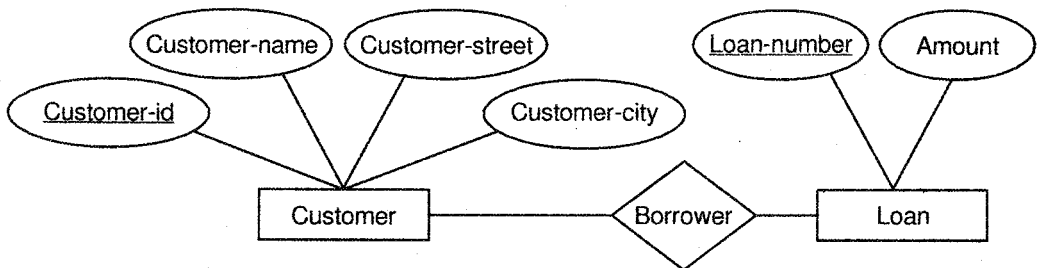 Customer-name
Customer-street
Loan-number
Amount
Customer-id
Customer-city
Customer
Borrower
Loan